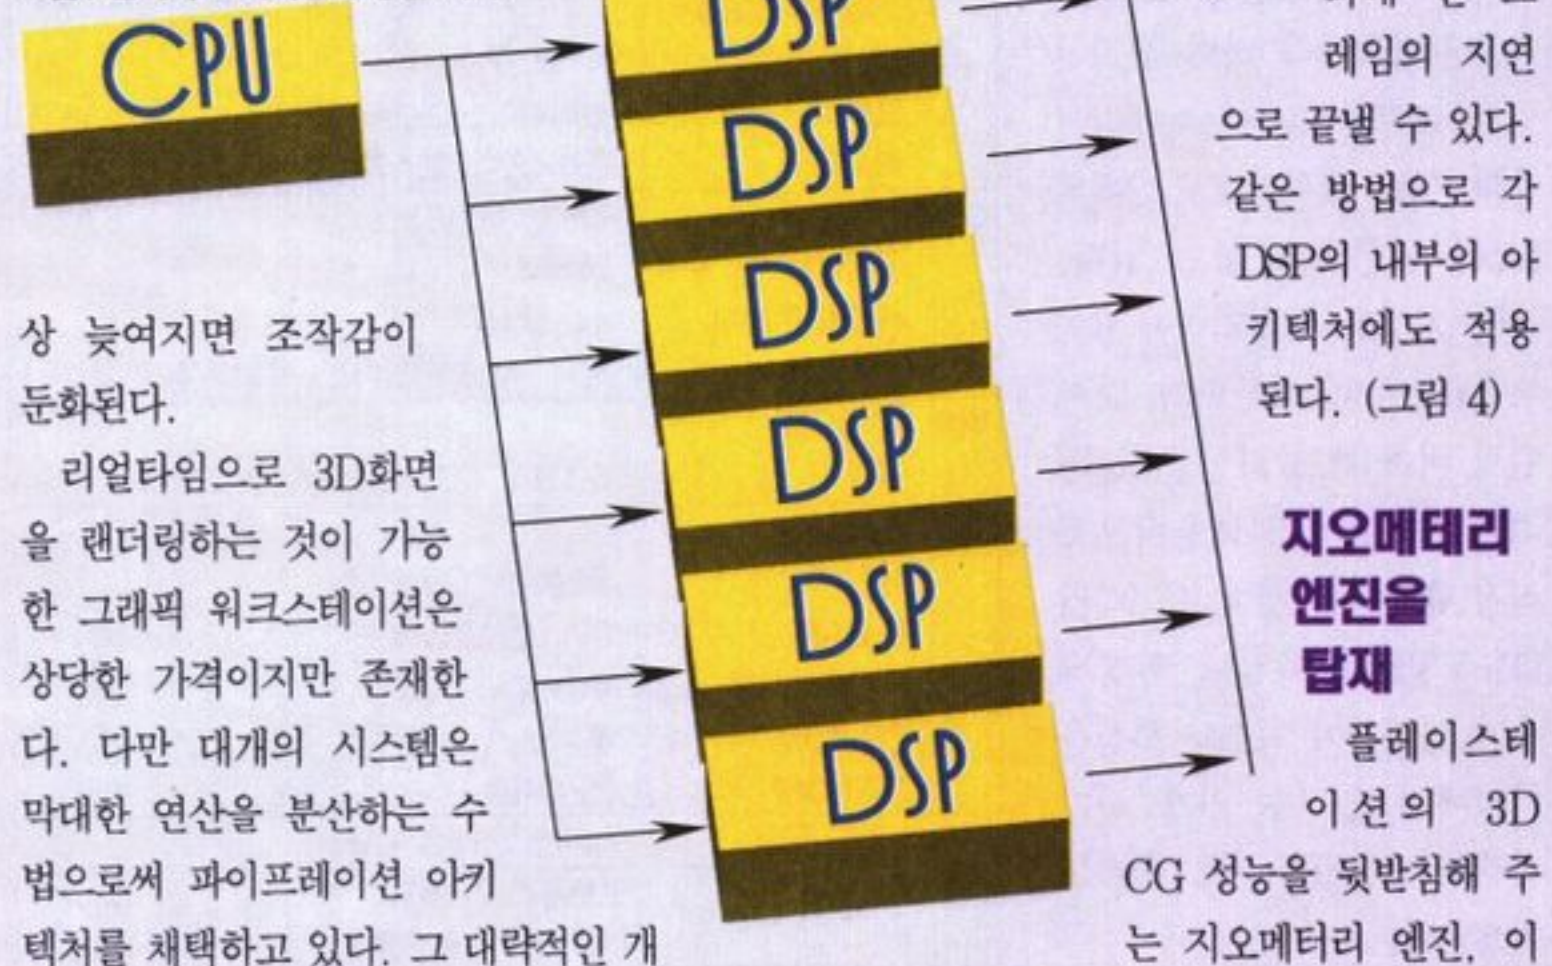 CPU
DSP
DSP
DSP
DSP
DSP
DSP
상 늦여지면 조작감이
둔화된다.
리얼타임으로 3D화면
을 랜더링하는 것이 가능
한 그래픽 워크스테이션은
상당한 가격이지만 존재한
다. 다만 대개의 시스템은
막대한 연산을 분산하는 수
법으로써 파이프레이션 아키
텍처를 채택하고 있다. 그 대략적인 개
레임의 지연
으로 끝낼 수 있다.
같은 방법으로 각
DSP의 내부의 아
키텍처에도 적용
된다. (그림 4)
지오메테리
엔진을
탑재
플레이스테
이션의 3D
CG 성능을 뒷받침해 주
는 지오메터리 엔진. 이